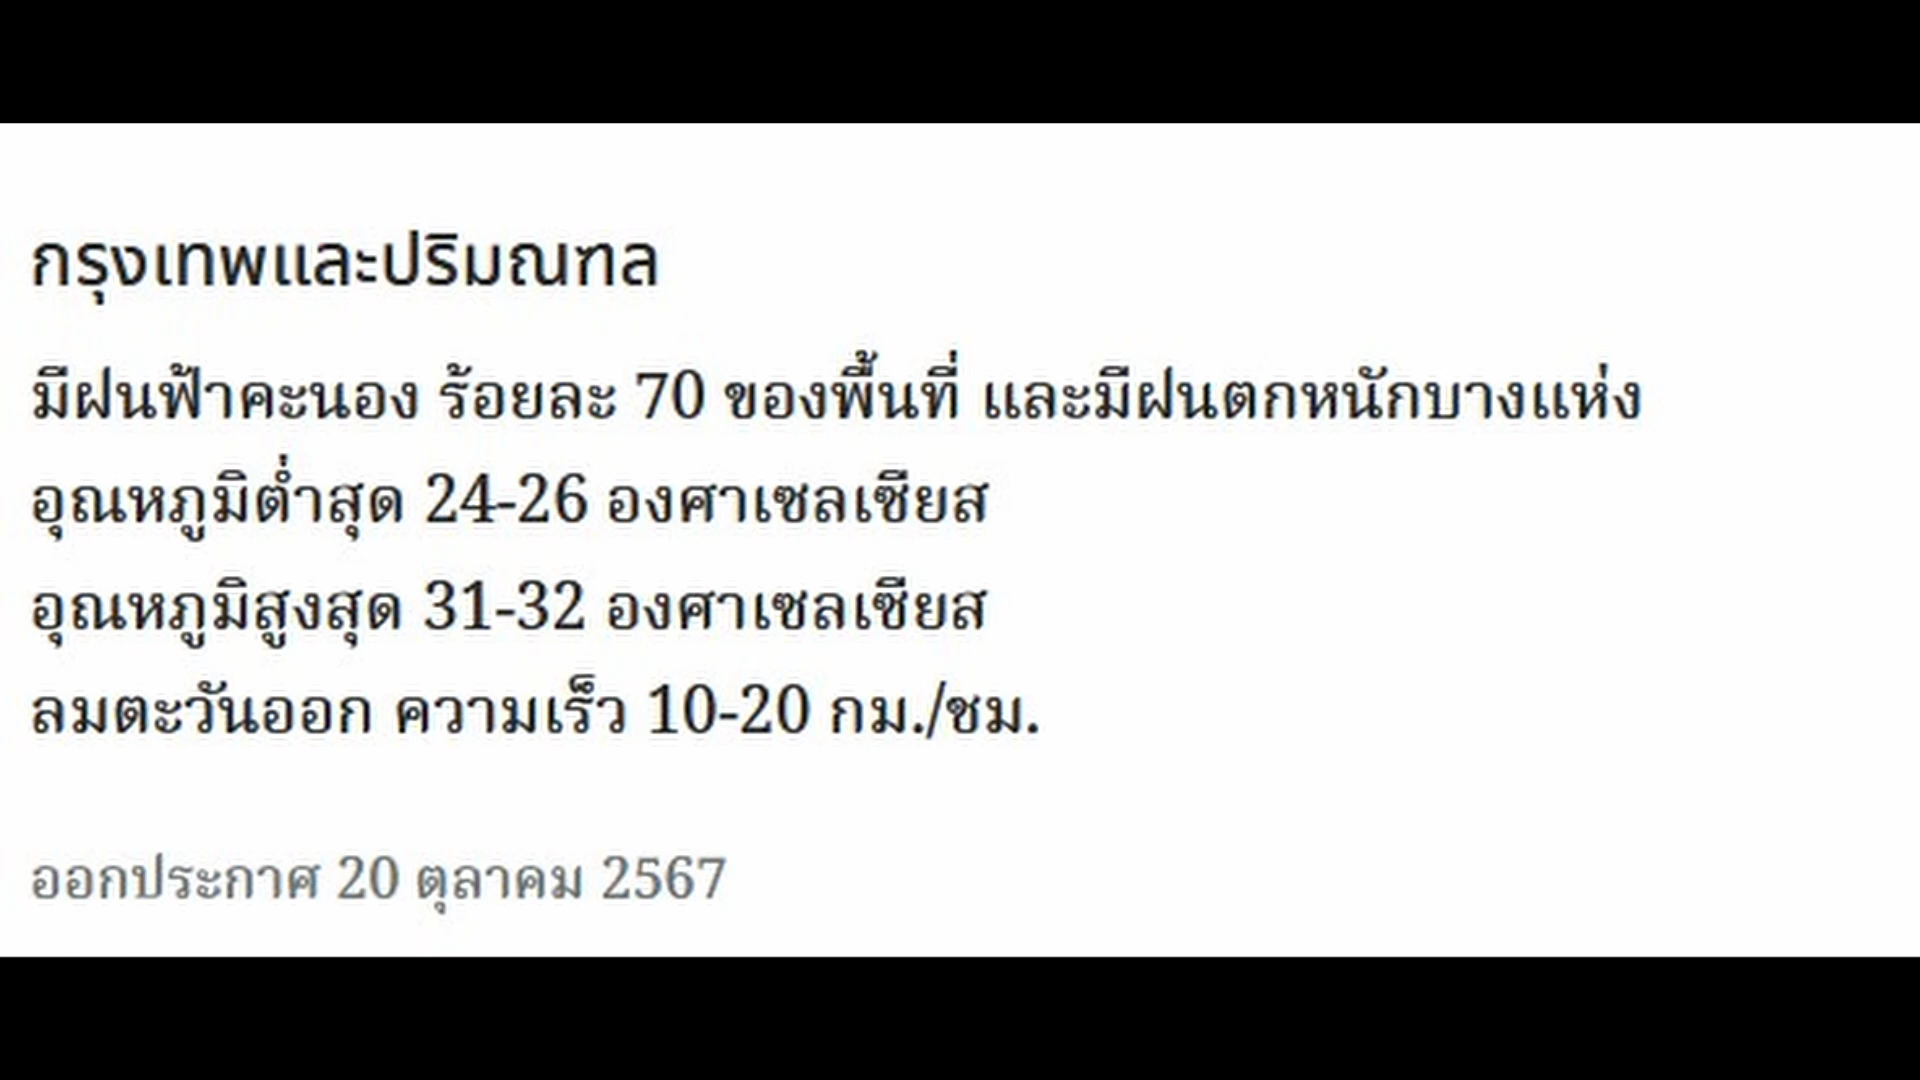 กรุงเทพและปริมณฑล
มีฝนฟ้าคะนอง ร้อยละ 70 ของพื้นที่ และมีฝนตกหนักบางแห่ง
อุณหภูมิต่ำสุด 24-26 องศาเซลเซียส
อุณหภูมิสูงสุด 31-32 องศาเซลเซียส
ลมตะวันออก ความเร็ว 10-20 กม./ชม.
ออกประกาศ 20 ตุลาคม 2567